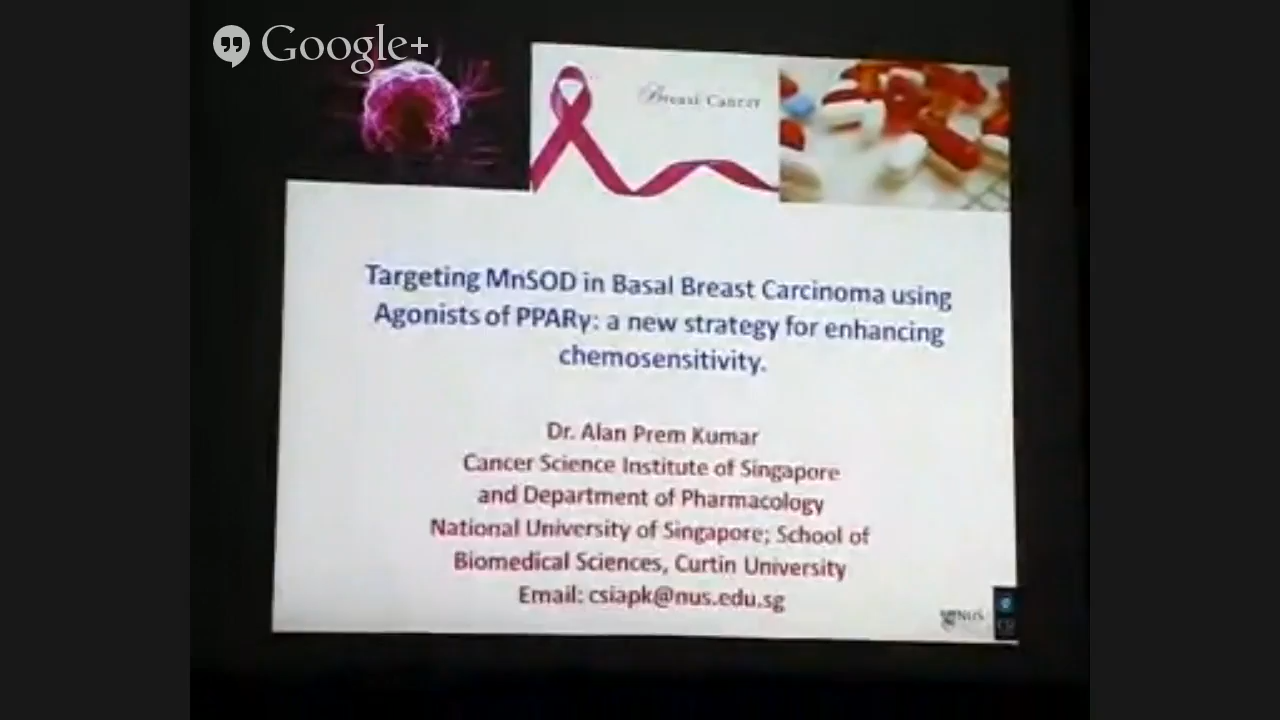 Google+
Breast Cancer
Targeting MnSOD in Basal Breast Carcinoma using
Agonists of PPARγ: a new strategy for enhancing
chemosensitivity.
Dr. Alan Prem Kumar
Cancer Science Institute of Singapore
and Department of Pharmacology
National University of Singapore; School of
Biomedical Sciences, Curtin University
Email: csiapk@nus.edu.sg
NUS